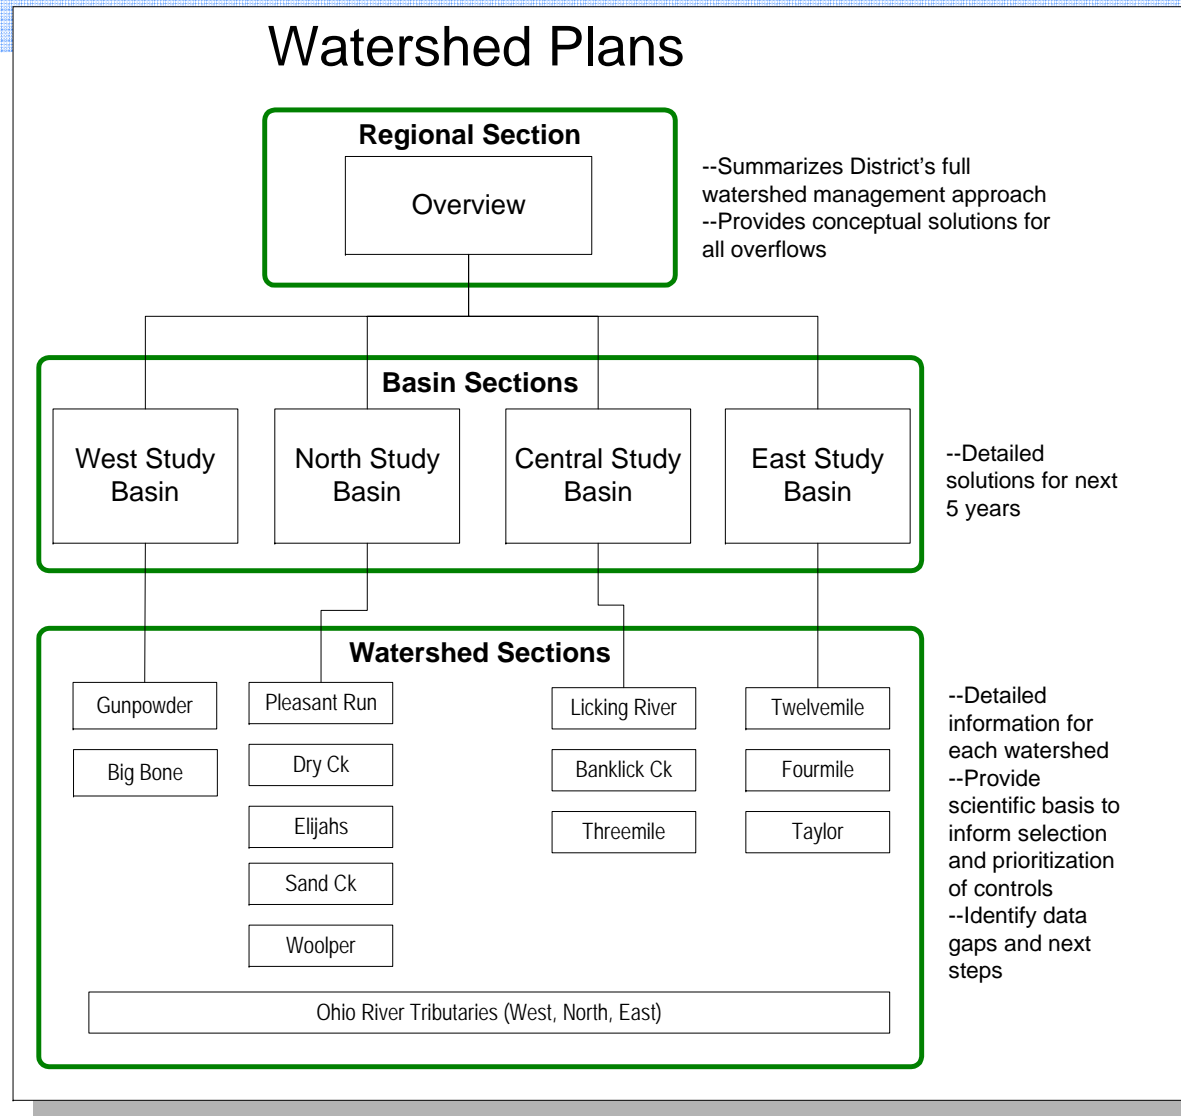 Watershed Plans
Regional Section
Overview
--Summarizes District's full
watershed management approach
--Provides conceptual solutions for
all overflows
Basin Sections
West Study
Basin
North Study
Basin
Central Study
Basin
East Study
Basin
--Detailed
solutions for next
5 years
Watershed Sections
Gunpowder
Big Bone
Pleasant Run
Dry Ck
Elijahs
Sand Ck
Woolper
Licking River
Banklick Ck
Threemile
Twelvemile
Fourmile
Taylor
Ohio River Tributaries (West, North, East)
--Detailed
information for
each watershed
--Provide
scientific basis to
inform selection
and prioritization
of controls
--Identify data
gaps and next
steps